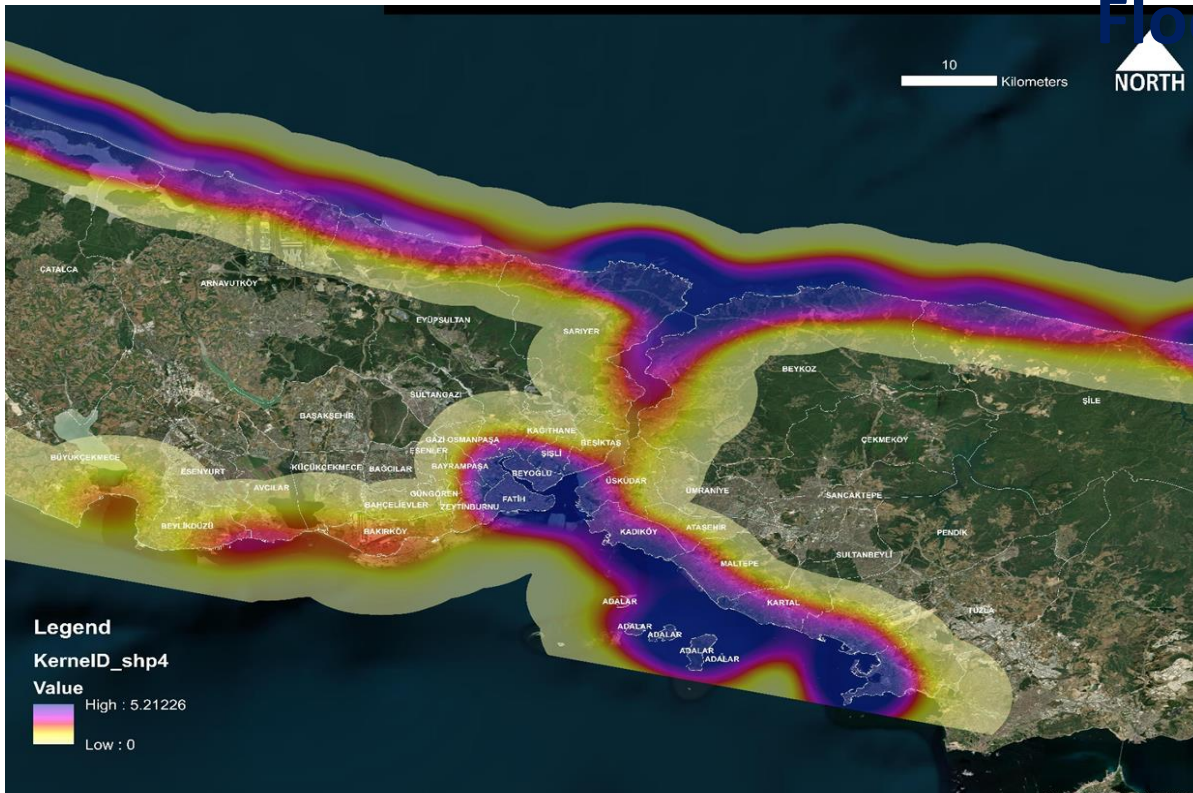 Flo
10
Kilometers
NORTH
ÇATALCA
ARNAVUTKÖY
EYÜPSULTAN
SARIYER
BEYKOZ
ŞİLE
SULTANGAZİ
BAŞAKŞEHİR
KAĞITHANE
GAZİ OSMANPAŞA
BEŞİKTAŞ
ÇEKMEKÖY
ESENLER
ŞİŞLİ
BÜYÜKÇEKMECE
ESENYURT
KÜÇÜKÇEKMECE
BAĞCILAR
BAYRAMPAŞA
BEYOĞLU
ÜSKÜDAR
ÜMRANİYE
SANCAKTEPE
AVCILAR
GÜNGÖREN
FATİH
BAHÇELİEVLER
ZEYTİNBURNU
BEYLİKDÜZÜ
BAKIRKÖY
KADIKÖY
ATAŞEHİR
PENDİK
SULTANBEYLİ
MALTEPE
KARTAL
ADALAR
TUZLA
ADALAR
ADALAR
ADALAR
ADALAR
Legend
KernelD_shp4
Value
High : 5.21226
Low : 0